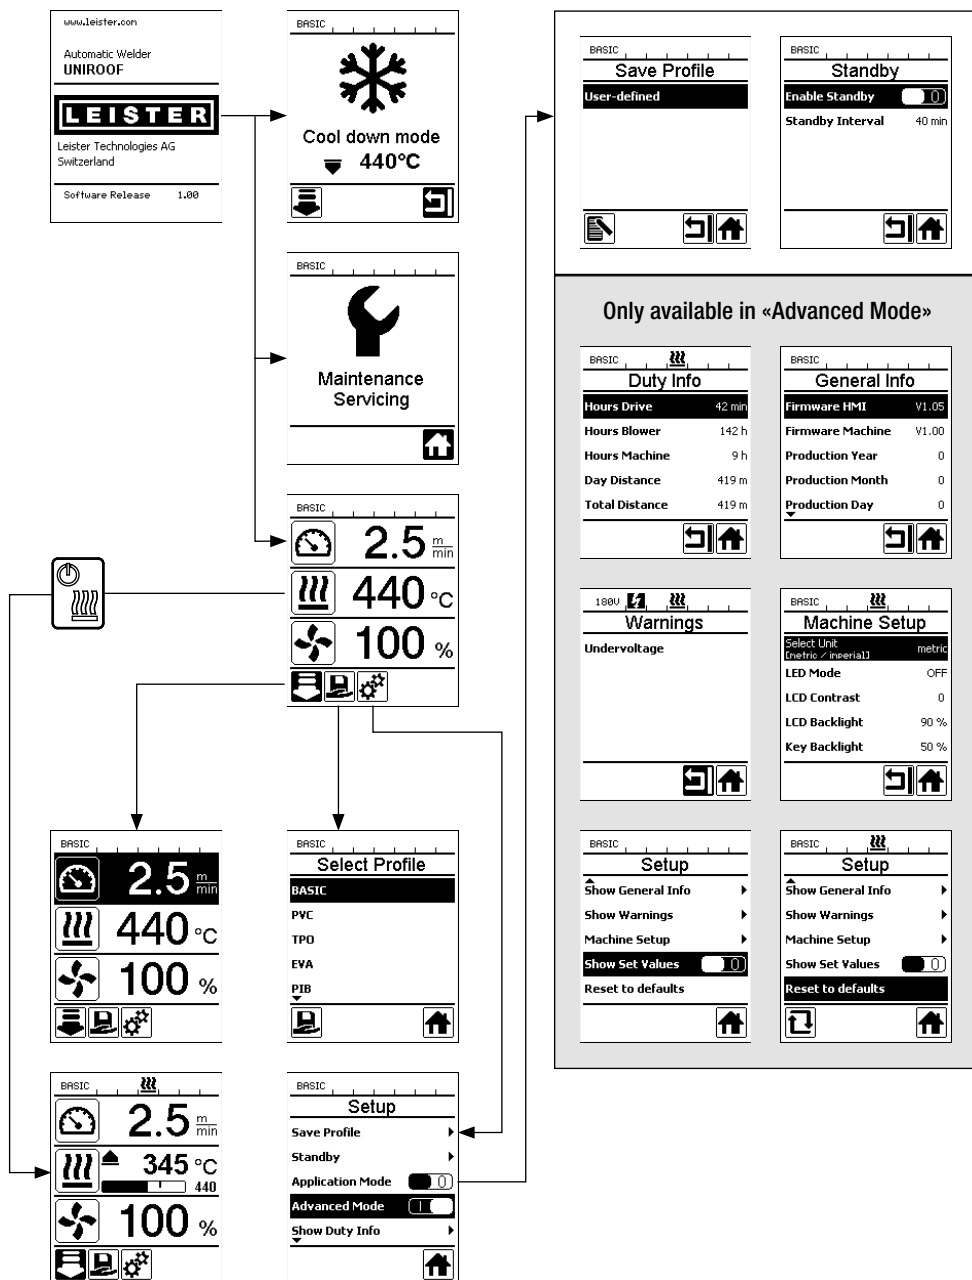 www.leister.com
Automatic Welder
UNIROOF
LEISTER
Leister Technologies AG
Switzerland
Software Release 1.00
BASIC
Cool down mode
440°C
BASIC
Maintenance
Servicing
BASIC
2.5 m/min
440 °C
100 %
BASIC
2.5 m/min
440 °C
100 %
BASIC
Select Profile
BASIC
PVC
TPO
EVA
PIB
BASIC
2.5 m/min
345 °C
440
100 %
BASIC
Setup
Save Profile
Standby
Application Mode 0
Advanced Mode I
Show Duty Info
BASIC
Save Profile
User-defined
BASIC
Standby
Enable Standby 0
Standby Interval 40 min
Only available in «Advanced Mode»
BASIC
Duty Info
Hours Drive 42 min
Hours Blower 142 h
Hours Machine 9 h
Day Distance 419 m
Total Distance 419 m
BASIC
General Info
Firmware HMI V1.05
Firmware Machine V1.00
Production Year 0
Production Month 0
Production Day 0
180V
Warnings
Undervoltage
BASIC
Machine Setup
Select Unit
[metric / imperial] metric
LED Mode OFF
LCD Contrast 0
LCD Backlight 90 %
Key Backlight 50 %
BASIC
Setup
Show General Info
Show Warnings
Machine Setup
Show Set Values 0
Reset to defaults
BASIC
Setup
Show General Info
Show Warnings
Machine Setup
Show Set Values 0
Reset to defaults